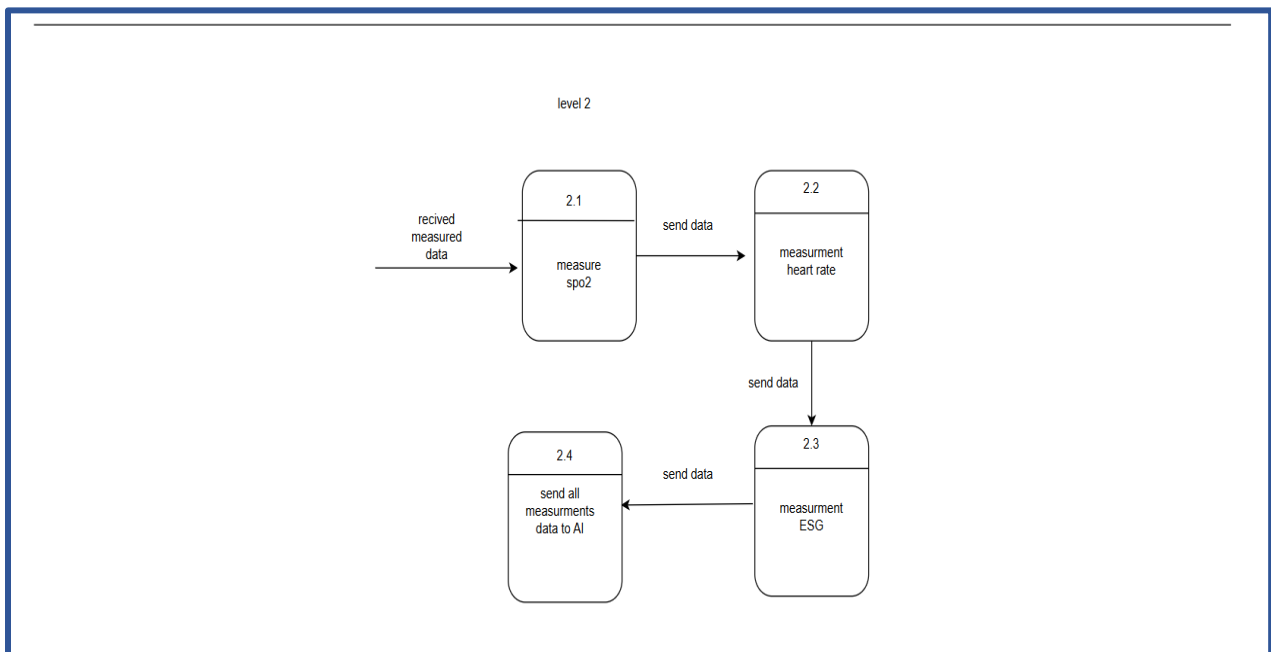 level 2
recived
measured
data
2.1
measure
spo2
send data
2.2
measurment
heart rate
send data
2.3
measurment
ESG
send data
2.4
send all
measurments
data to AI